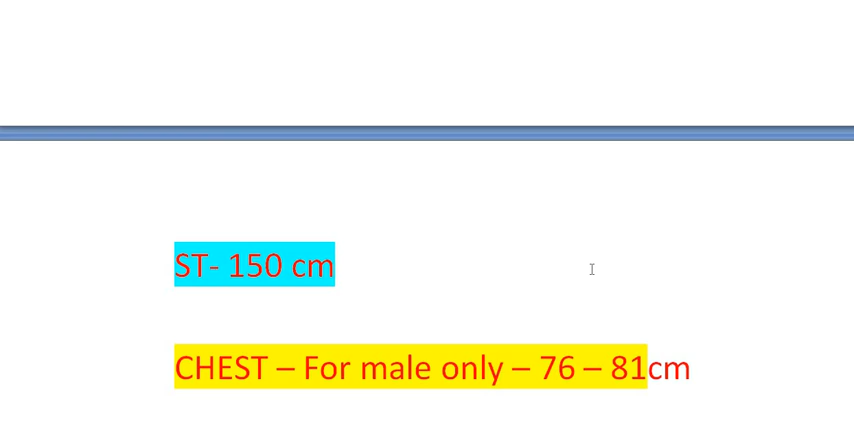 ST- 150 cm
CHEST – For male only – 76 – 81cm